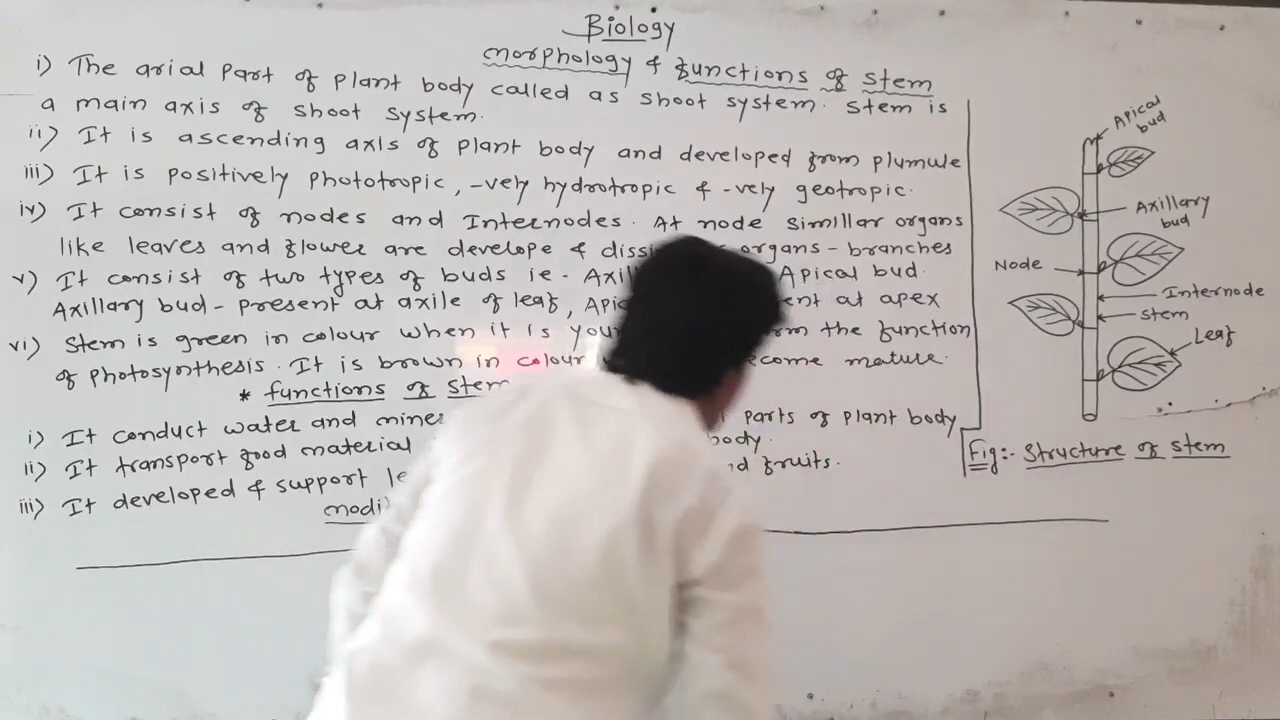 Biology
morphology & functions of stem
i) The arial part of plant body called as shoot system. Stem is
a main axis of shoot system.
ii) It is ascending axis of plant body and developed from plumule
iii) It is positively phototropic, -vely hydrotropic & -vely geotropic.
iv) It consist of nodes and Internodes. At node simillar organs
like leaves and flower are develope & organs - branches
v) It consist of two types of buds ie - Apical bud.
Axillary bud - present at axile of leaf, at apex
vi) Stem is green in colour when it is the function
of photosynthesis. It is brown in colour mature.
* functions of stem
i) It conduct water and parts of plant body
ii) It transport food material body.
iii) It developed & support fruits.
Apical
bud
Axillary
bud
Node
Internode
stem
Leaf
Fig:- Structure of stem